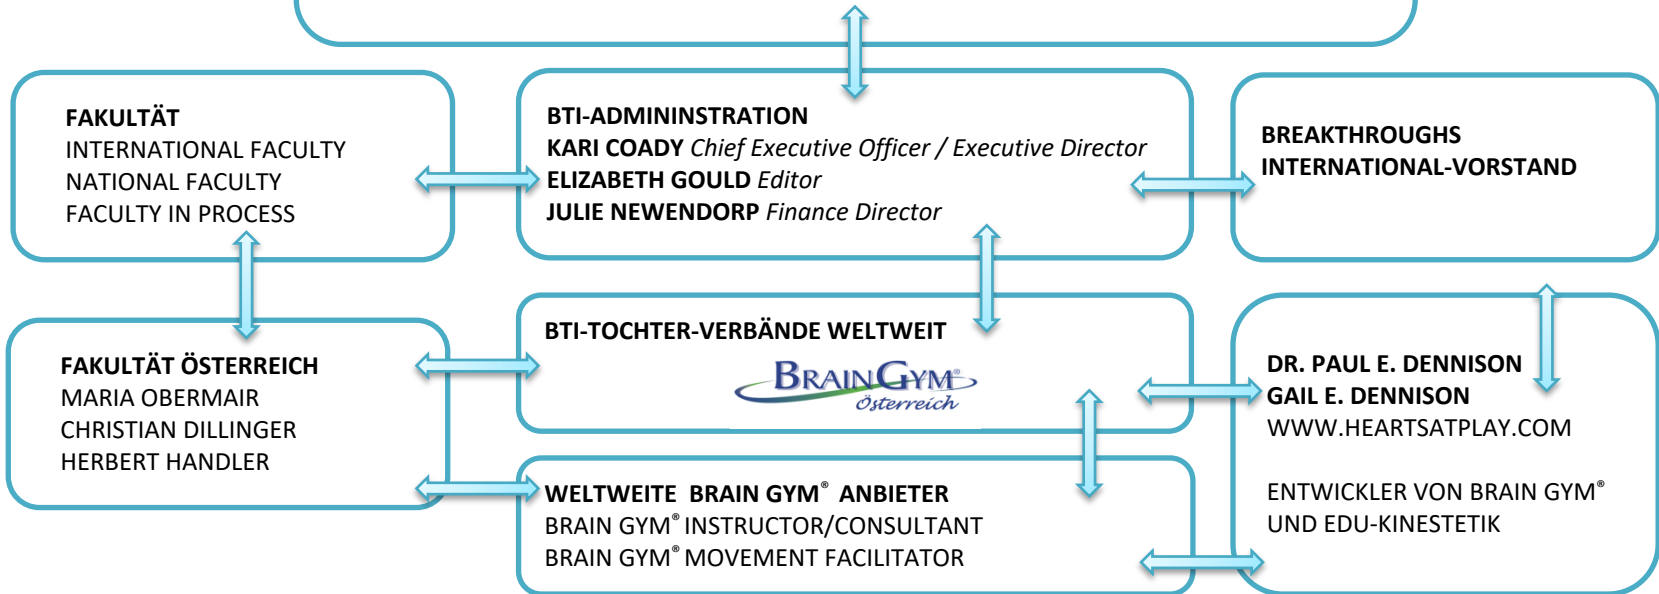 FAKULTÄT
INTERNATIONAL FACULTY
NATIONAL FACULTY
FACULTY IN PROCESS
BTI-ADMININSTRATION
KARI COADY Chief Executive Officer / Executive Director
ELIZABETH GOULD Editor
JULIE NEWENDORP Finance Director
BREAKTHROUGHS
INTERNATIONAL-VORSTAND
FAKULTÄT ÖSTERREICH
MARIA OBERMAIR
CHRISTIAN DILLINGER
HERBERT HANDLER
BTI-TOCHTER-VERBÄNDE WELTWEIT
BRAINGYM®
Österreich
WELTWEITE BRAIN GYM® ANBIETER
BRAIN GYM® INSTRUCTOR/CONSULTANT
BRAIN GYM® MOVEMENT FACILITATOR
DR. PAUL E. DENNISON
GAIL E. DENNISON
WWW.HEARTSATPLAY.COM
ENTWICKLER VON BRAIN GYM®
UND EDU-KINESTETIK